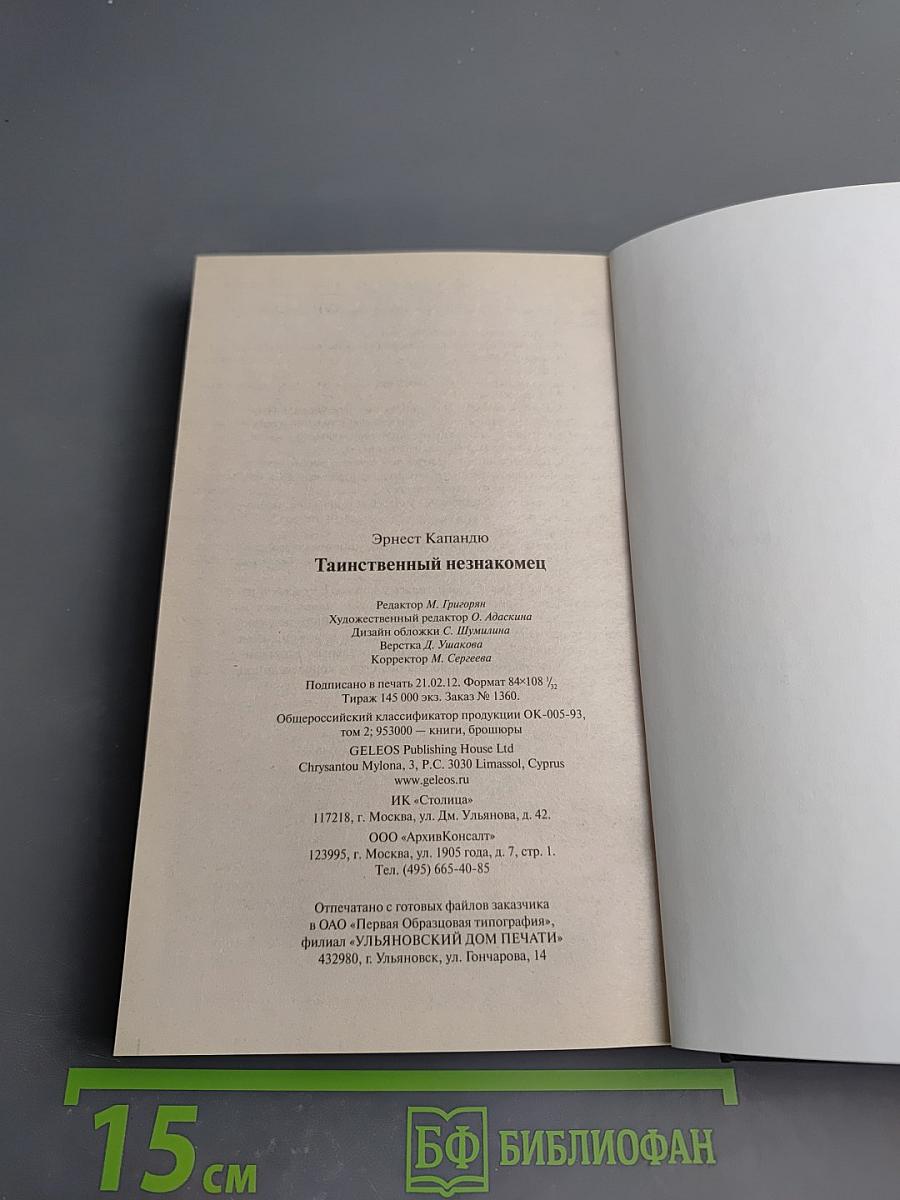 Эрнест Капандю
Таинственный незнакомец
Редактор М. Григорян
Художественный редактор О. Адаскина
Дизайн обложки С. Шумилина
Верстка Д. Ушакова
Корректор М. Сергеева
Подписано в печать 21.02.12. Формат 84×108 1/32
Тираж 145 000 экз. Заказ № 1360.
Общероссийский классификатор продукции ОК-005-93,
том 2; 953000 — книги, брошюры
GELEOS Publishing House Ltd
Chrysantou Mylona, 3, P.C. 3030 Limassol, Cyprus
www.geleos.ru
ИК «Столица»
117218, г. Москва, ул. Дм. Ульянова, д. 42.
ООО «АрхивКонсалт»
123995, г. Москва, ул. 1905 года, д. 7, стр. 1.
Тел. (495) 665-40-85
Отпечатано с готовых файлов заказчика
в ОАО «Первая Образцовая типография»,
филиал «УЛЬЯНОВСКИЙ ДОМ ПЕЧАТИ»
432980, г. Ульяновск, ул. Гончарова, 14
15 см
БФ БИБЛИОФАН